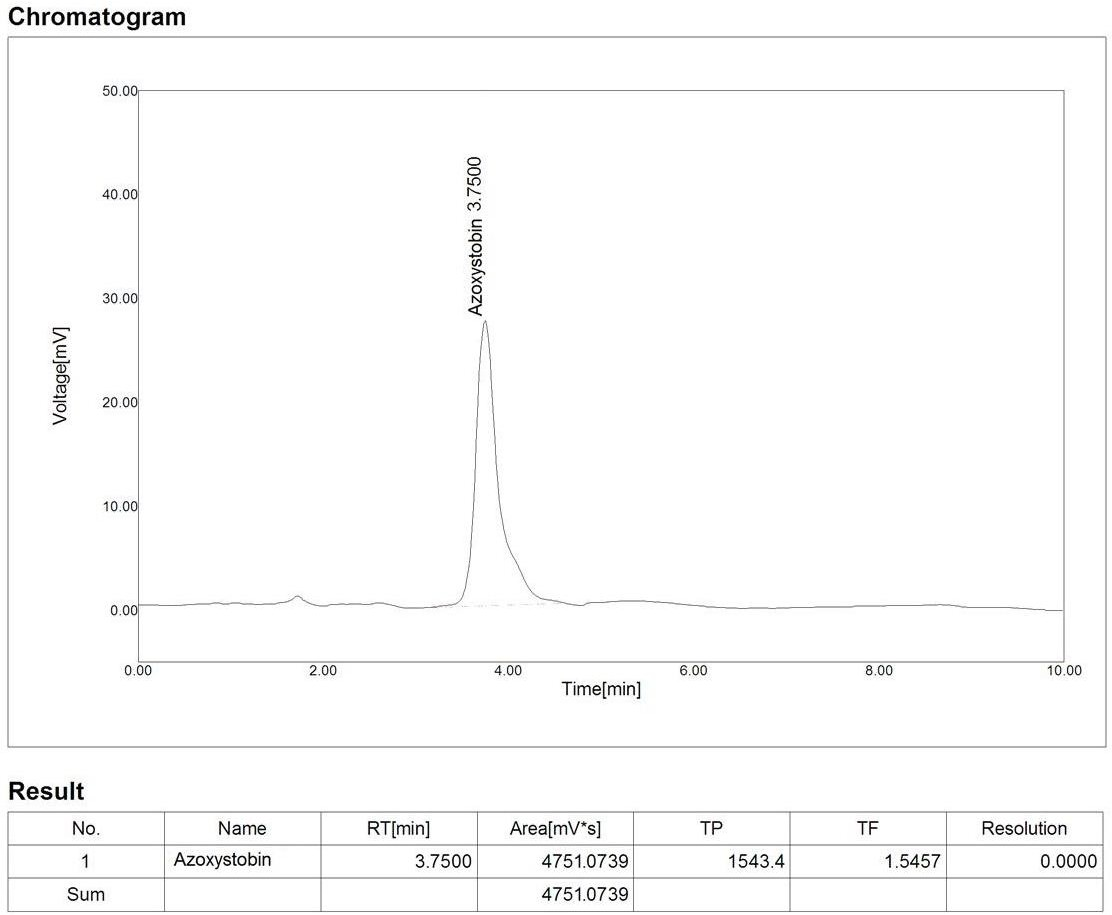 Chromatogram
50.00
Azoxystobin 3.7500
40.00
30.00
Voltage[mV]
20.00
10.00
0.00
0.00 2.00 4.00 6.00 8.00 10.00
Time[min]
Result
No. Name RT[min] Area[mV*s] TP TF Resolution
1 Azoxystobin 3.7500 4751.0739 1543.4 1.5457 0.0000
Sum 4751.0739